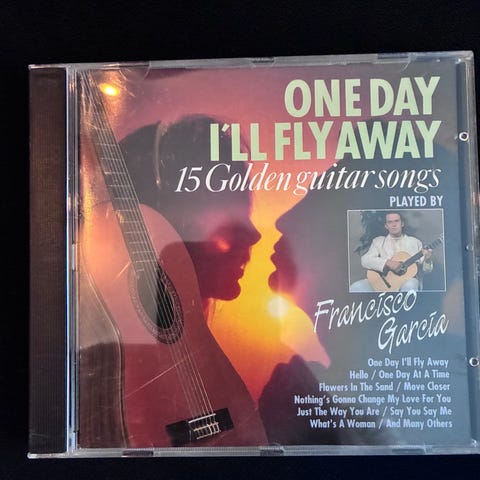 ONE DAY
I'LL FLY AWAY
15 Golden guitar songs
PLAYED BY
Francisco
Garcia
One Day I'll Fly Away
Hello / One Day At A Time
Flowers In The Sand / Move Closer
Nothing's Gonna Change My Love For You
Just The Way You Are / Say You Say Me
What's A Woman / And Many Others